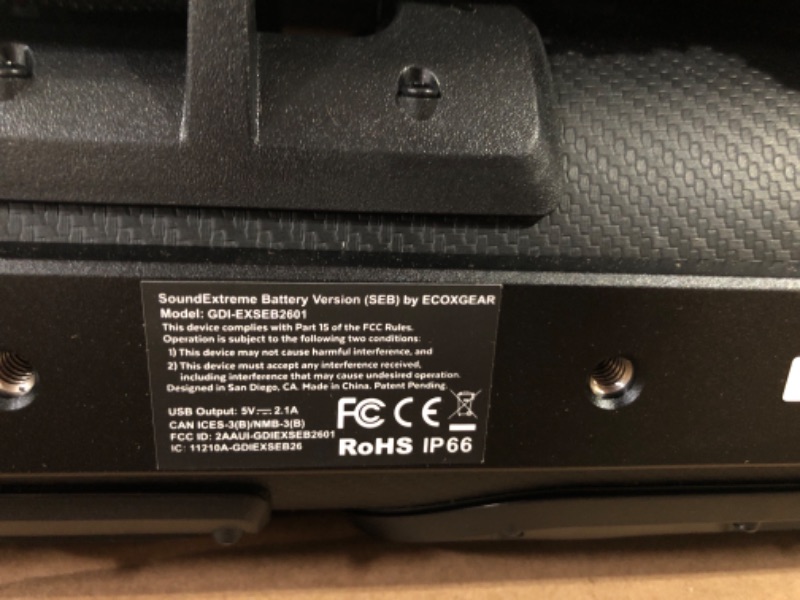 SoundExtreme Battery Version (SEB) by ECOXGEAR
Model: GDI-EXSEB2601
This device complies with Part 15 of the FCC Rules.
Operation is subject to the following two conditions:
1) This device may not cause harmful interference, and
2) This device must accept any interference received,
including interference that may cause undesired operation.
Designed in San Diego, CA. Made in China. Patent Pending.
USB Output: 5V⎓2.1A
CAN ICES-3(B)/NMB-3(B)
FCC ID: 2AAUI-GDIEXSEB2601
IC: 11210A-GDIEXSEB26
FC CE
RoHS IP66